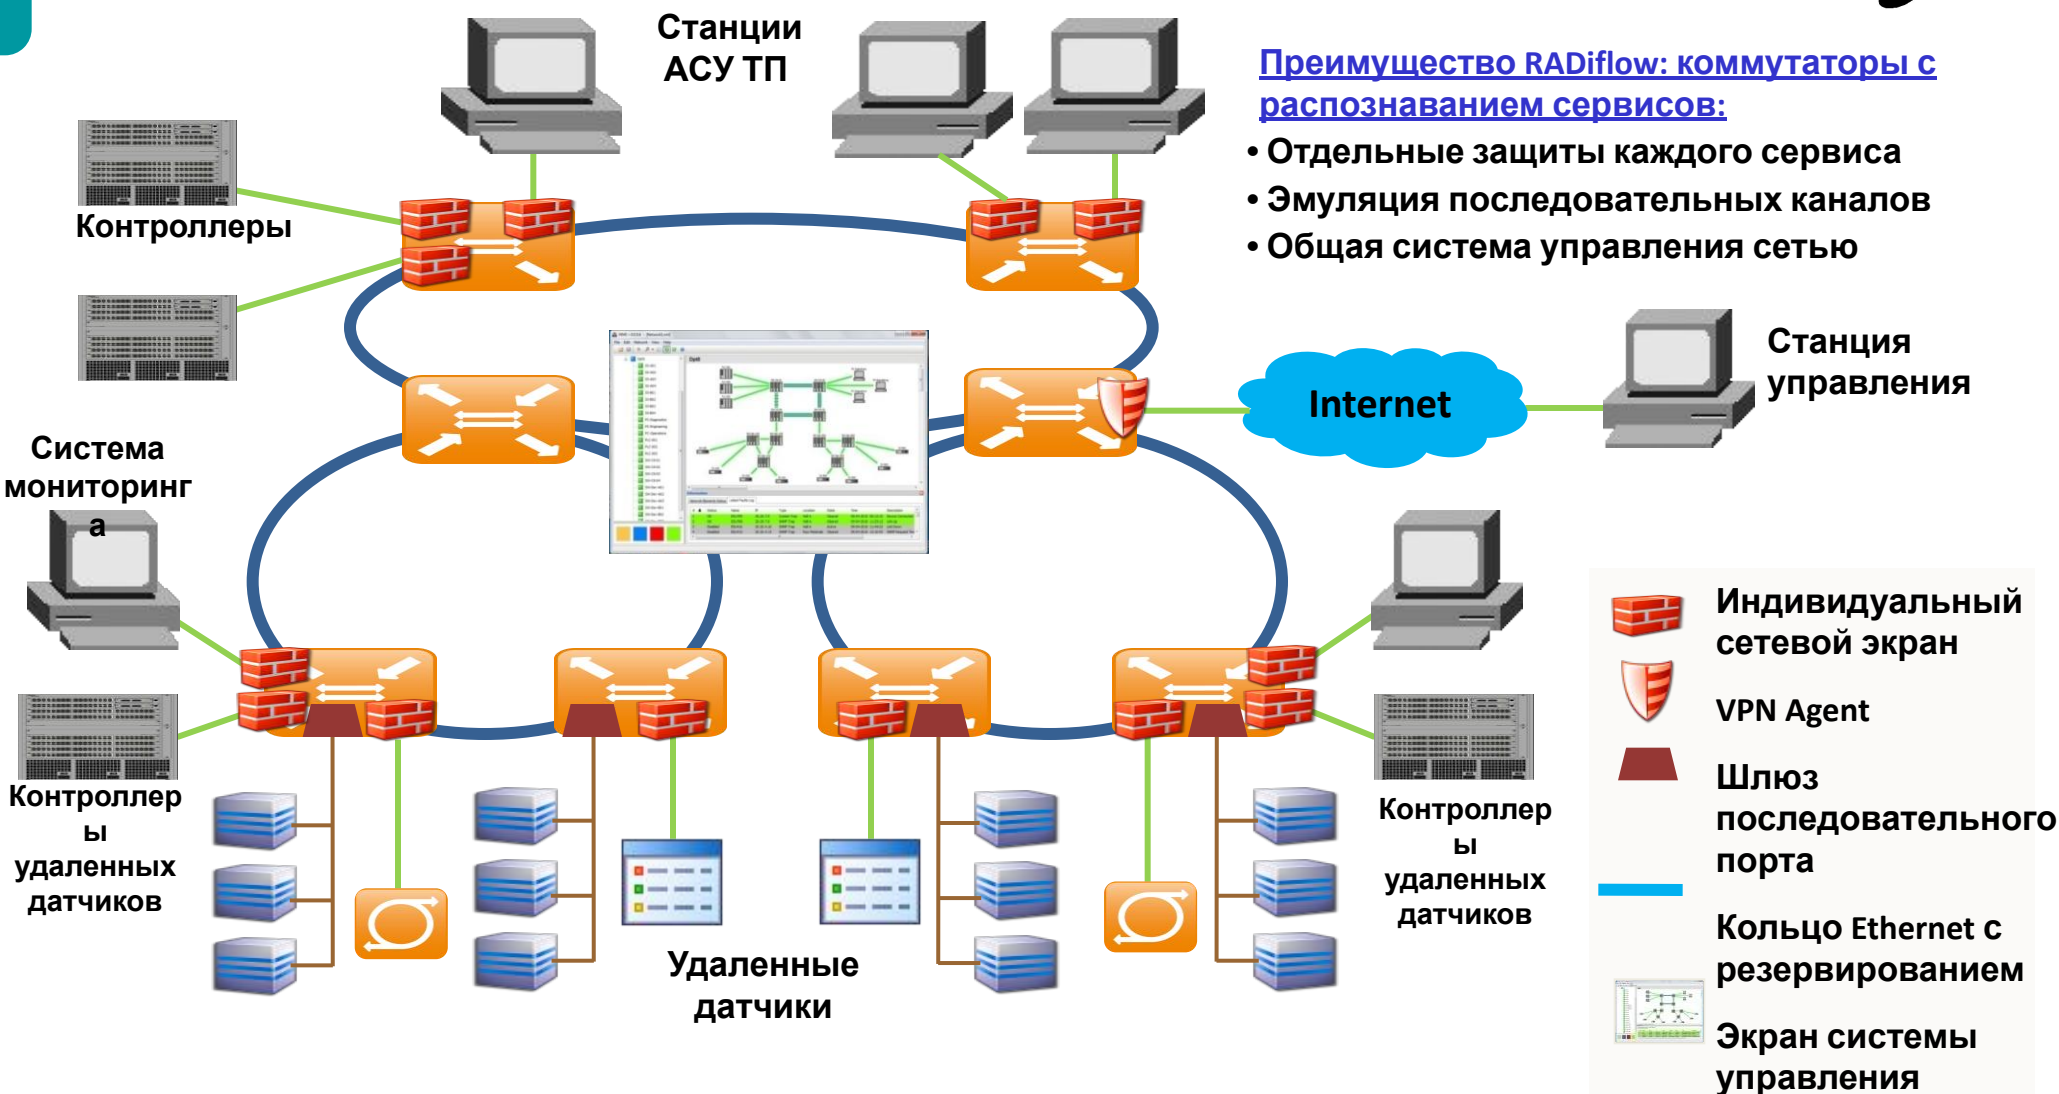 Станции
АСУ ТП
Преимущество RADiflow: коммутаторы с
распознаванием сервисов:
• Отдельные защиты каждого сервиса
• Эмуляция последовательных каналов
• Общая система управления сетью
Контроллеры
Internet
Станция
управления
Система
мониторинг
а
Индивидуальный
сетевой экран
VPN Agent
Шлюз
последовательного
порта
Кольцо Ethernet с
резервированием
Экран системы
управления
Контроллер
ы
удаленных
датчиков
Удаленные
датчики
Контроллер
ы
удаленных
датчиков